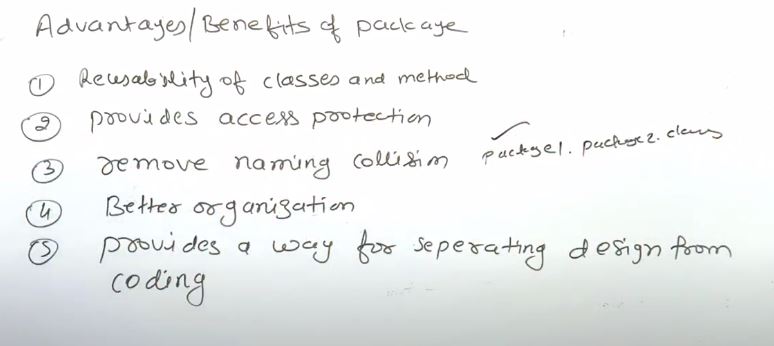 Advantages/Benefits of package
① Reusability of classes and method
② provides access protection
③ remove naming collision package1.package2.class
④ Better organization
⑤ provides a way for seperating design from
coding